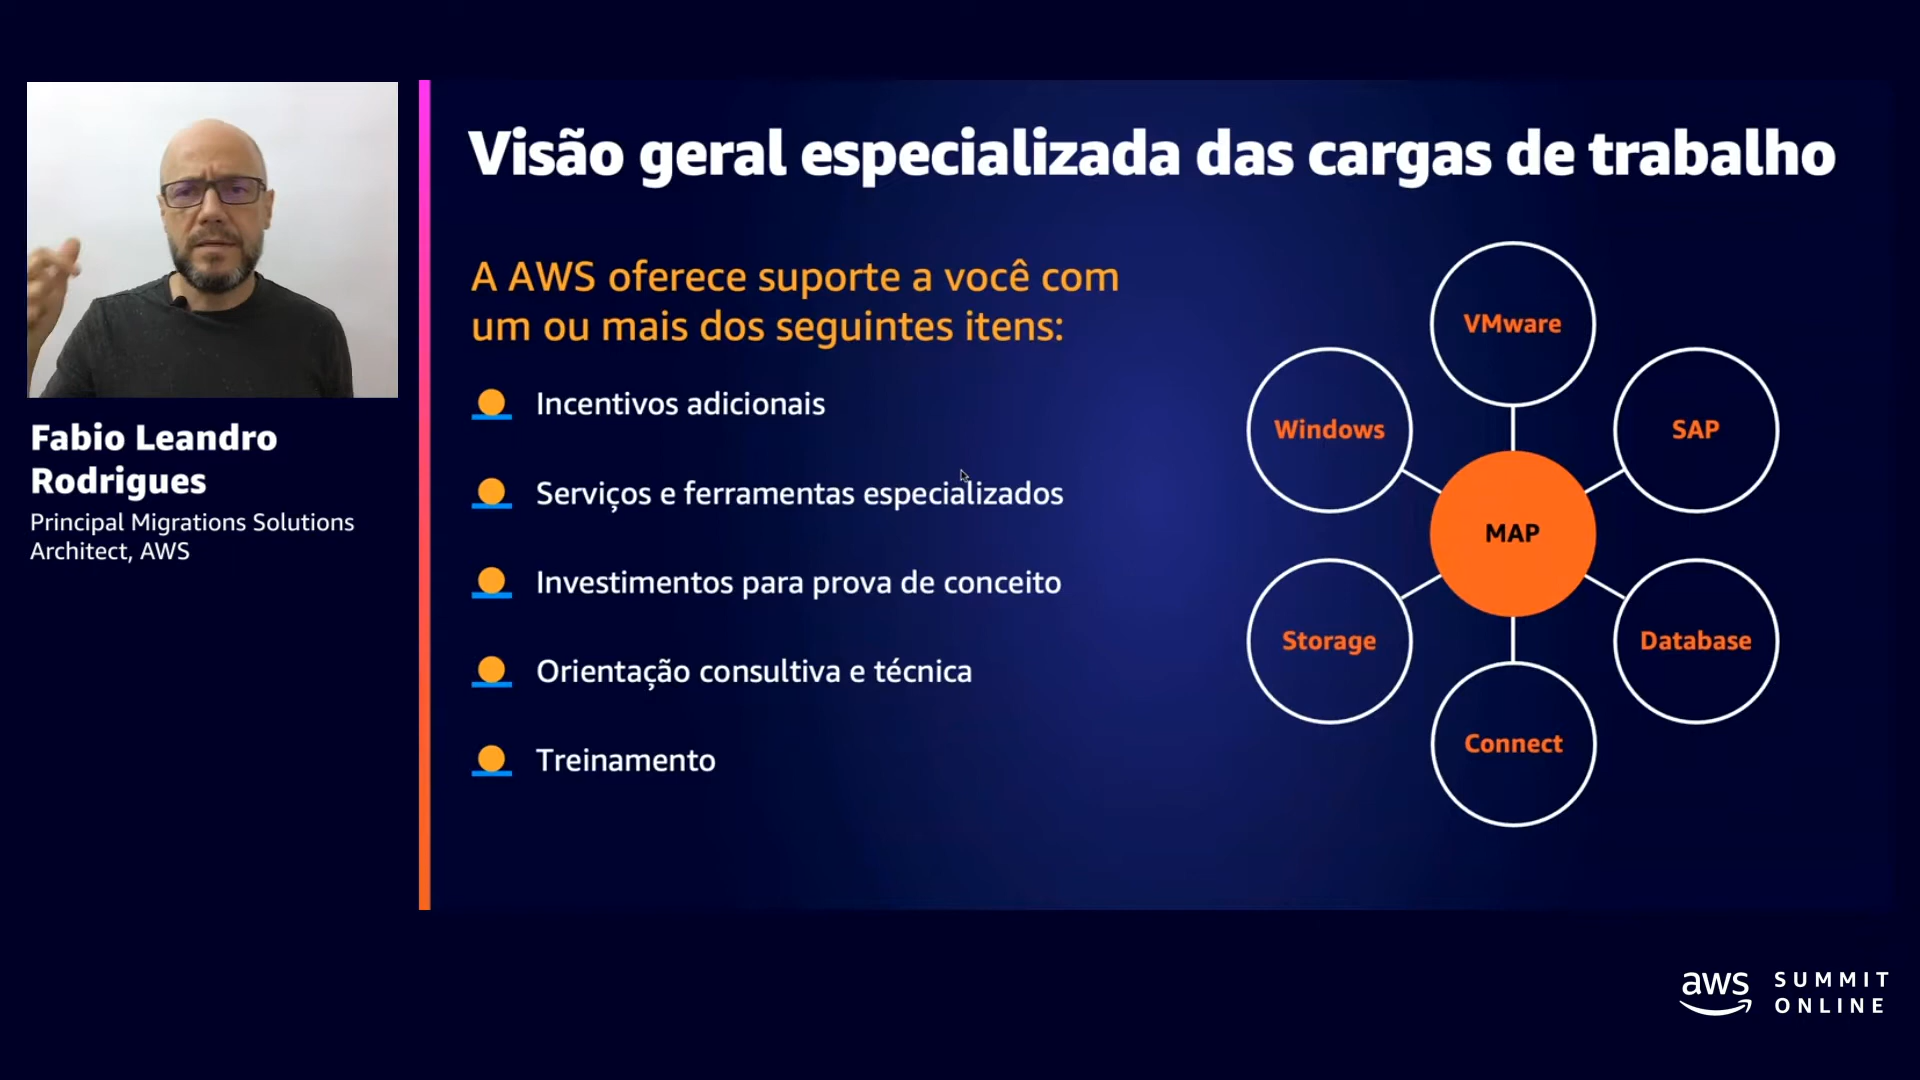 Visão geral especializada das cargas de trabalho
A AWS oferece suporte a você com
um ou mais dos seguintes itens:
Incentivos adicionais
Serviços e ferramentas especializados
Investimentos para prova de conceito
Orientação consultiva e técnica
Treinamento
VMware
Windows
SAP
MAP
Storage
Database
Connect
Fabio Leandro
Rodrigues
Principal Migrations Solutions
Architect, AWS
aws SUMMIT
ONLINE